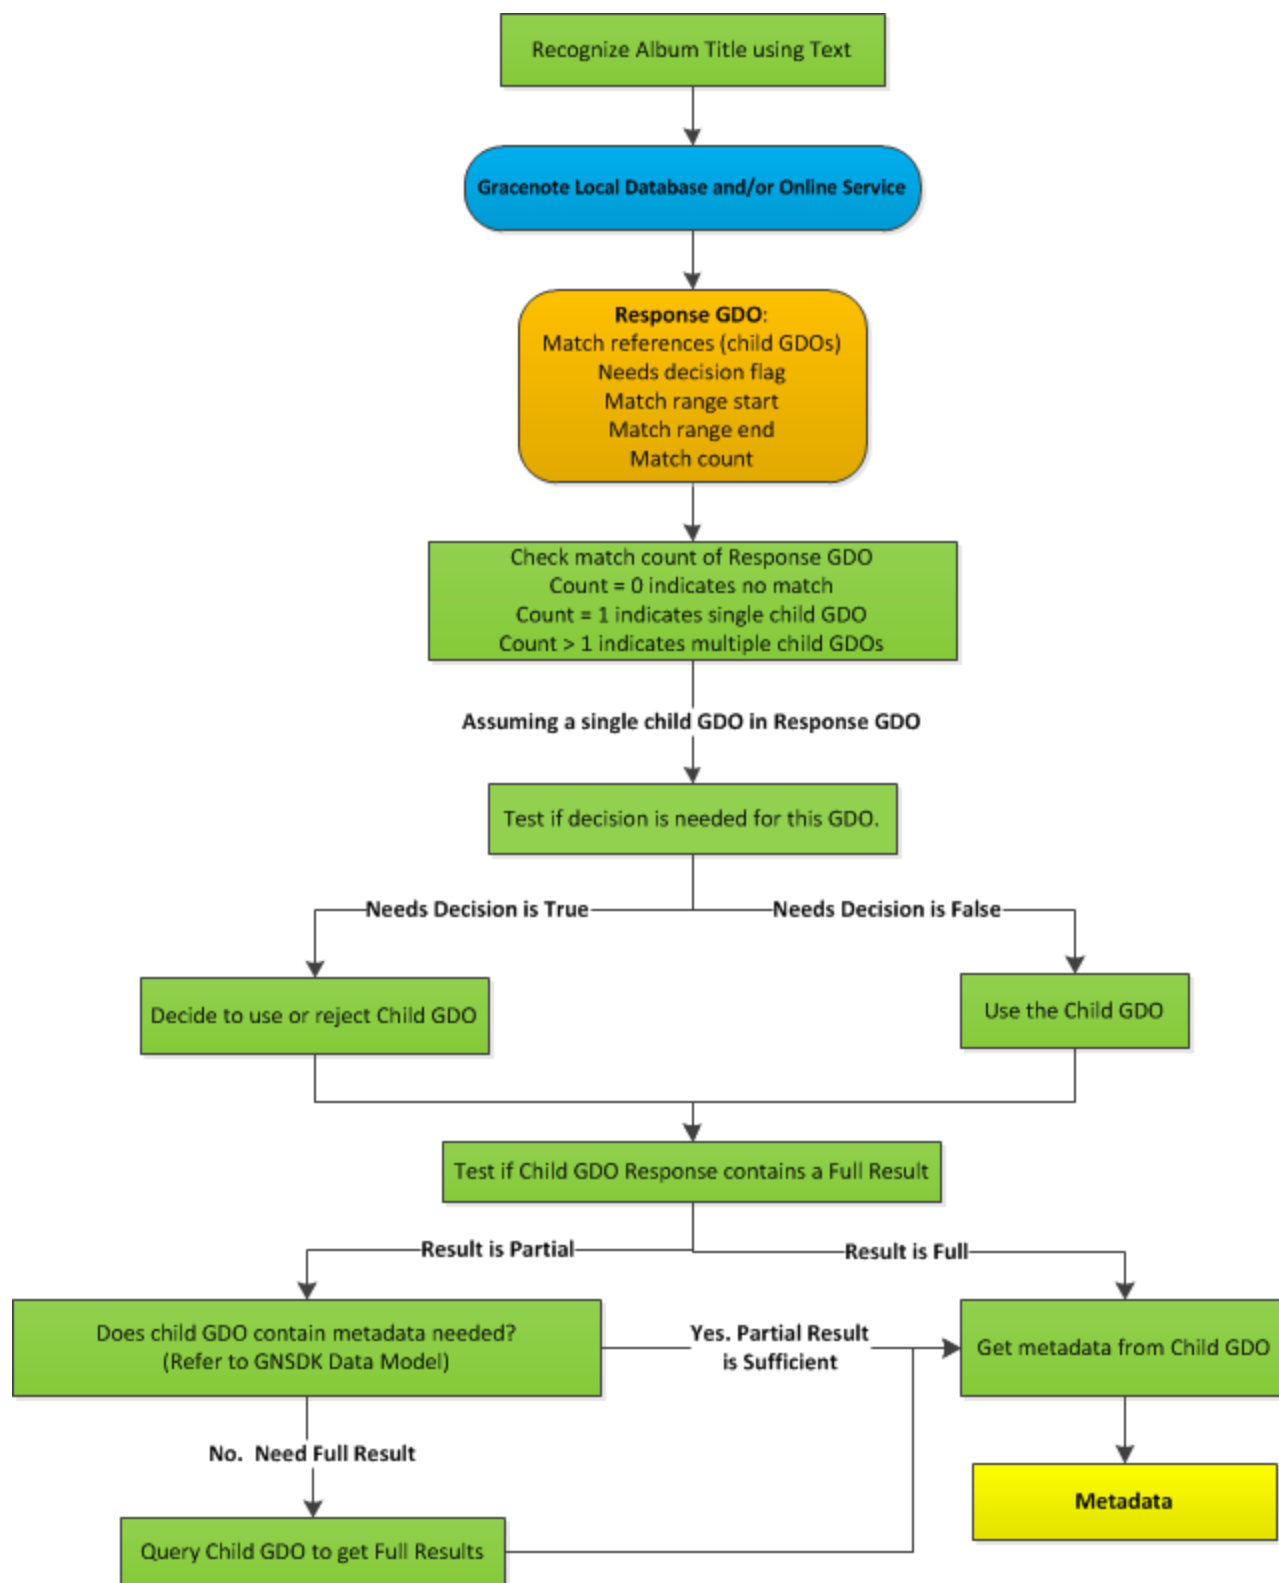 Recognize Album Title using Text
Gracenote Local Database and/or Online Service
Response GDO:
Match references (child GDOs)
Needs decision flag
Match range start
Match range end
Match count
Check match count of Response GDO
Count = 0 indicates no match
Count = 1 indicates single child GDO
Count > 1 indicates multiple child GDOs
Assuming a single child GDO in Response GDO
Test if decision is needed for this GDO.
Needs Decision is True
Needs Decision is False
Decide to use or reject Child GDO
Use the Child GDO
Test if Child GDO Response contains a Full Result
Result is Partial
Result is Full
Does child GDO contain metadata needed?
(Refer to GNSDK Data Model)
Yes. Partial Result
is Sufficient
Get metadata from Child GDO
No.  Need Full Result
Metadata
Query Child GDO to get Full Results